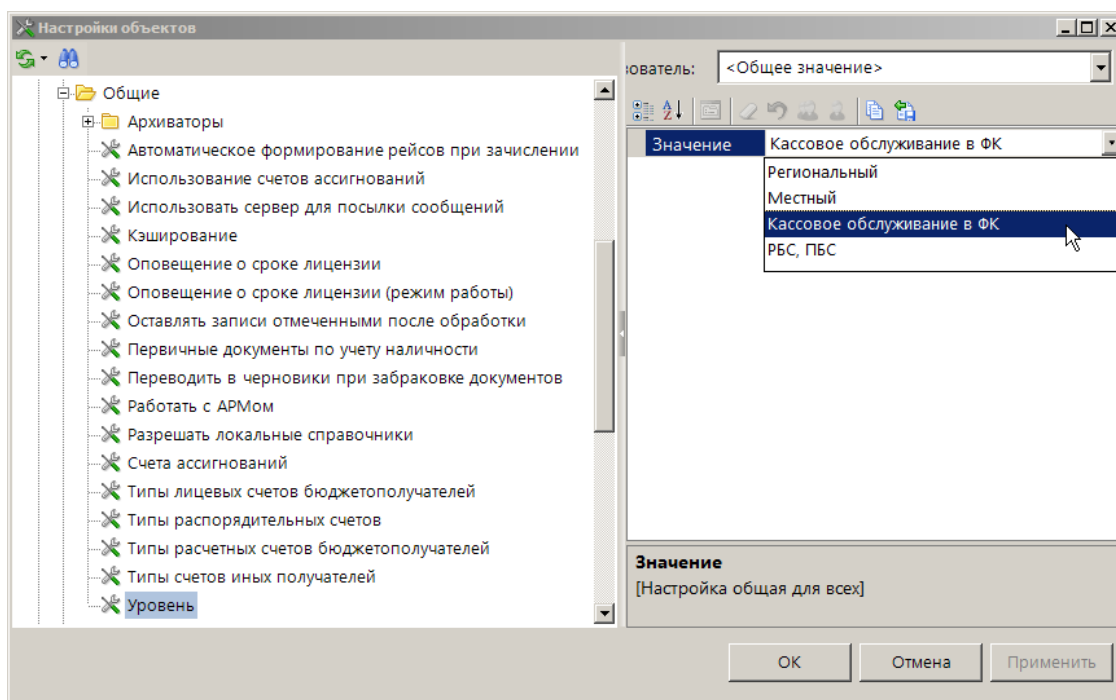 Настройки объектов
Общие
Архиваторы
Автоматическое формирование рейсов при зачислении
Использование счетов ассигнований
Использовать сервер для посылки сообщений
Кэширование
Оповещение о сроке лицензии
Оповещение о сроке лицензии (режим работы)
Оставлять записи отмеченными после обработки
Первичные документы по учету наличности
Переводить в черновики при забраковке документов
Работать с АРМом
Разрешать локальные справочники
Счета ассигнований
Типы лицевых счетов бюджетополучателей
Типы распорядительных счетов
Типы расчетных счетов бюджетополучателей
Типы счетов иных получателей
Уровень
зователь: <Общее значение>
Значение Кассовое обслуживание в ФК
Региональный
Местный
Кассовое обслуживание в ФК
РБС, ПБС
Значение
[Настройка общая для всех]
ОК Отмена Применить